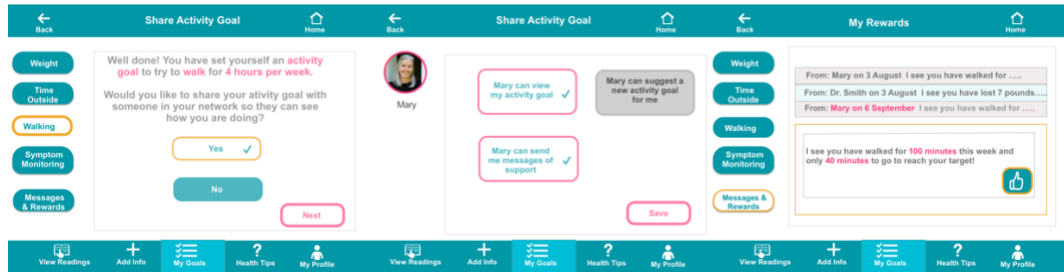 Back
Share Activity Goal
Home
Weight
Time
Outside
Walking
Symptom
Monitoring
Messages
& Rewards
Well done! You have set yourself an activity
goal to try to walk for 4 hours per week.
Would you like to share your ativity goal with
someone in your network so they can see
how you are doing?
Yes
No
Next
View Readings
Add Info
My Goals
Health Tips
My Profile
Back
Share Activity Goal
Home
Mary
Mary can view
my activity goal
Mary can suggest a
new activity goal
for me
Mary can send
me messages of
support
Save
View Readings
Add Info
My Goals
Health Tips
My Profile
Back
My Rewards
Home
Weight
Time
Outside
Walking
Symptom
Monitoring
Messages &
Rewards
From: Mary on 3 August I see you have walked for …..
From: Dr. Smith on 3 August I see you have lost 7 pounds…..
From: Mary on 6 September I see you have walked for …..
I see you have walked for 100 minutes this week and
only 40 minutes to go to reach your target!
View Readings
Add Info
My Goals
Health Tips
My Profile